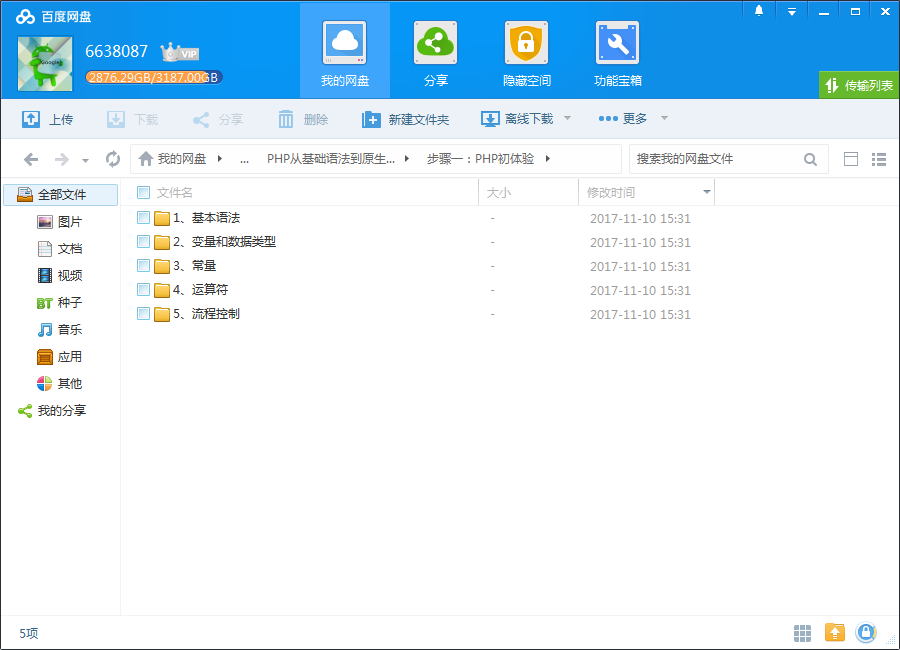 百度网盘
6638087 VIP
2876.29GB/3187.00GB
我的网盘 分享 隐藏空间 功能宝箱
传输列表
上传 下载 分享 删除 新建文件夹 离线下载 更多
我的网盘 ... PHP从基础语法到原生... 步骤一：PHP初体验 搜索我的网盘文件
全部文件
图片
文档
视频
BT 种子
音乐
应用
其他
我的分享
文件名 大小 修改时间
1、基本语法 - 2017-11-10 15:31
2、变量和数据类型 - 2017-11-10 15:31
3、常量 - 2017-11-10 15:31
4、运算符 - 2017-11-10 15:31
5、流程控制 - 2017-11-10 15:31
5项